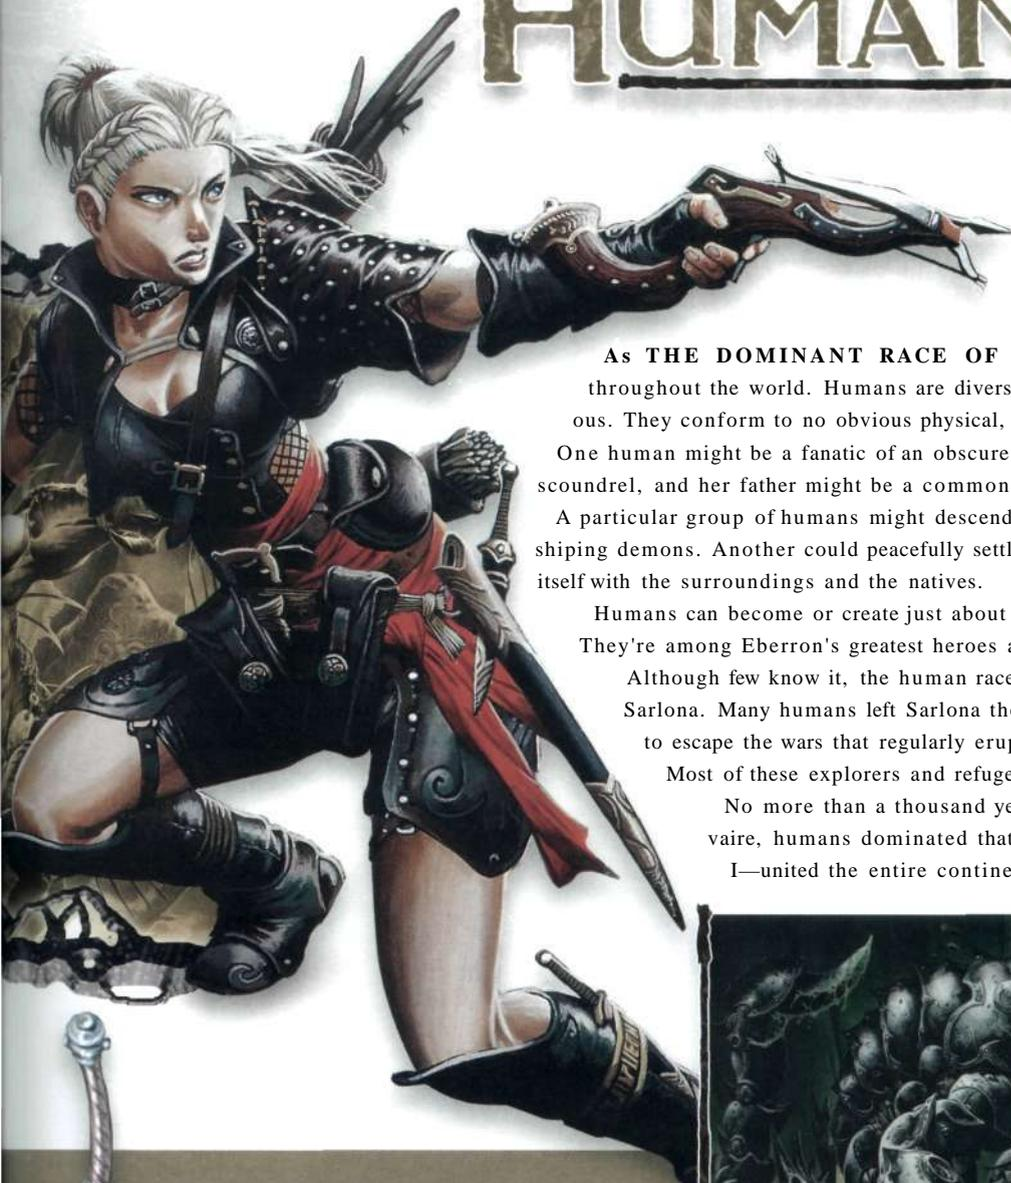 HUMAN
As THE DOMINANT RACE OF
throughout the world. Humans are divers
ous. They conform to no obvious physical,
One human might be a fanatic of an obscure
scoundrel, and her father might be a common
A particular group of humans might descend
shiping demons. Another could peacefully settl
itself with the surroundings and the natives.
Humans can become or create just about
They're among Eberron's greatest heroes a
Although few know it, the human race
Sarlona. Many humans left Sarlona tho
to escape the wars that regularly erup
Most of these explorers and refuge
No more than a thousand ye
vaire, humans dominated that
I—united the entire contine